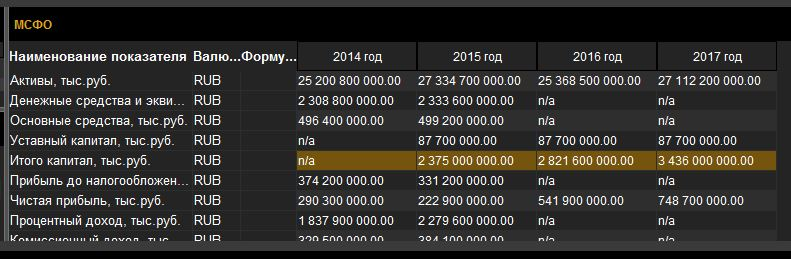 МСФО
Наименование показателя Валю... Форму... 2014 год 2015 год 2016 год 2017 год
Активы, тыс.руб. RUB 25 200 800 000.00 27 334 700 000.00 25 368 500 000.00 27 112 200 000.00
Денежные средства и экви... RUB 2 308 800 000.00 2 333 600 000.00 n/a n/a
Основные средства, тыс.руб. RUB 496 400 000.00 499 200 000.00 n/a n/a
Уставный капитал, тыс.руб. RUB n/a 87 700 000.00 87 700 000.00 87 700 000.00
Итого капитал, тыс.руб. RUB n/a 2 375 000 000.00 2 821 600 000.00 3 436 000 000.00
Прибыль до налогообложен... RUB 374 200 000.00 331 200 000.00 n/a n/a
Чистая прибыль, тыс.руб. RUB 290 300 000.00 222 900 000.00 541 900 000.00 748 700 000.00
Процентный доход, тыс.руб. RUB 1 837 900 000.00 2 279 600 000.00 n/a n/a
Комиссионный доход, тыс. RUB 329 500 000.00 384 100 000.00 n/a n/a